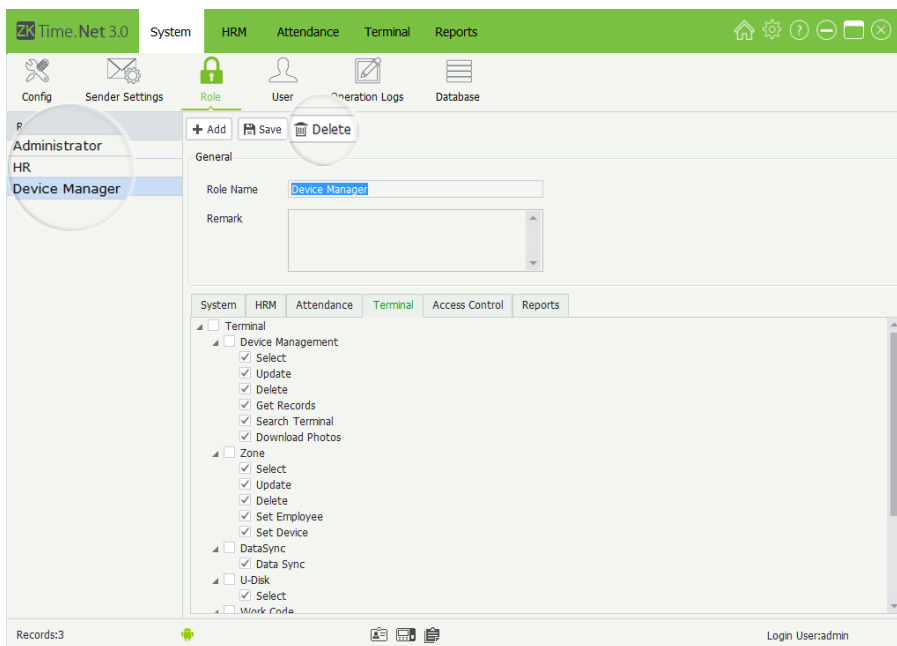 ZK Time.Net 3.0 System HRM Attendance Terminal Reports
Config Sender Settings Role User Operation Logs Database
Administrator
HR
Device Manager
Add Save Delete
General
Role Name Device Manager
Remark
System HRM Attendance Terminal Access Control Reports
Terminal
Device Management
Select
Update
Delete
Get Records
Search Terminal
Download Photos
Zone
Select
Update
Delete
Set Employee
Set Device
DataSync
Data Sync
U-Disk
Select
Work Code
Records:3 Login User:admin